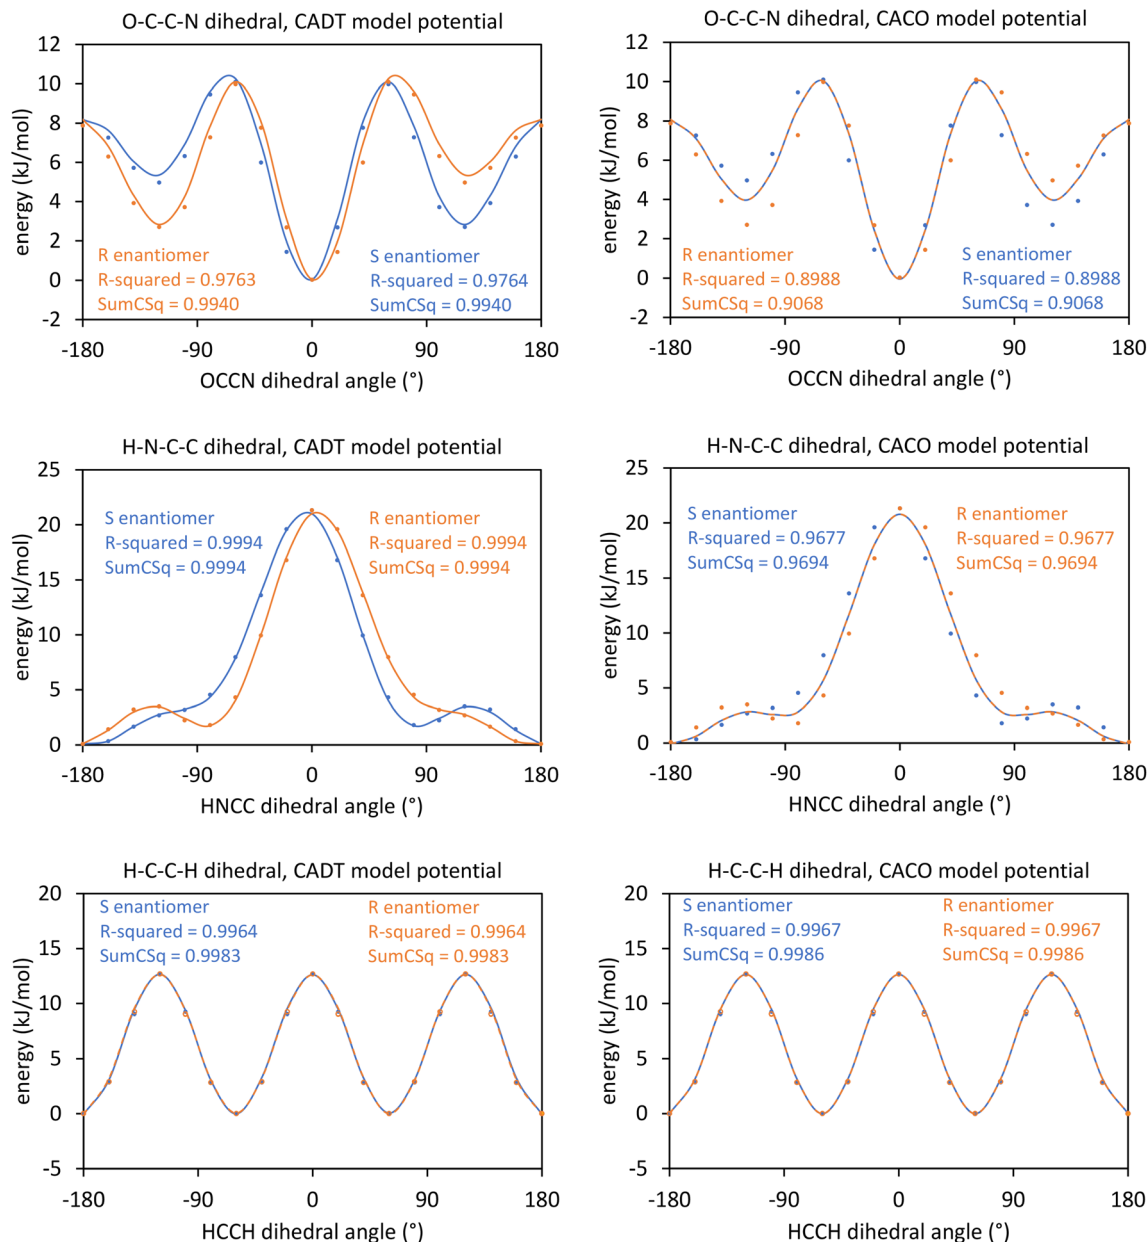 O-C-C-N dihedral, CADT model potential
12
10
8
6
4
2
0
-2
energy (kJ/mol)
R enantiomer
R-squared = 0.9763
SumCSq = 0.9940
S enantiomer
R-squared = 0.9764
SumCSq = 0.9940
-180 -90 0 90 180
OCCN dihedral angle (°)
O-C-C-N dihedral, CACO model potential
12
10
8
6
4
2
0
-2
energy (kJ/mol)
R enantiomer
R-squared = 0.8988
SumCSq = 0.9068
S enantiomer
R-squared = 0.8988
SumCSq = 0.9068
-180 -90 0 90 180
OCCN dihedral angle (°)
H-N-C-C dihedral, CADT model potential
25
20
15
10
5
0
energy (kJ/mol)
S enantiomer
R-squared = 0.9994
SumCSq = 0.9994
R enantiomer
R-squared = 0.9994
SumCSq = 0.9994
-180 -90 0 90 180
HNCC dihedral angle (°)
H-N-C-C dihedral, CACO model potential
25
20
15
10
5
0
energy (kJ/mol)
S enantiomer
R-squared = 0.9677
SumCSq = 0.9694
R enantiomer
R-squared = 0.9677
SumCSq = 0.9694
-180 -90 0 90 180
HNCC dihedral angle (°)
H-C-C-H dihedral, CADT model potential
20
15
10
5
0
-5
energy (kJ/mol)
S enantiomer
R-squared = 0.9964
SumCSq = 0.9983
R enantiomer
R-squared = 0.9964
SumCSq = 0.9983
-180 -90 0 90 180
HCCH dihedral angle (°)
H-C-C-H dihedral, CACO model potential
20
15
10
5
0
-5
energy (kJ/mol)
S enantiomer
R-squared = 0.9967
SumCSq = 0.9986
R enantiomer
R-squared = 0.9967
SumCSq = 0.9986
-180 -90 0 90 180
HCCH dihedral angle (°)